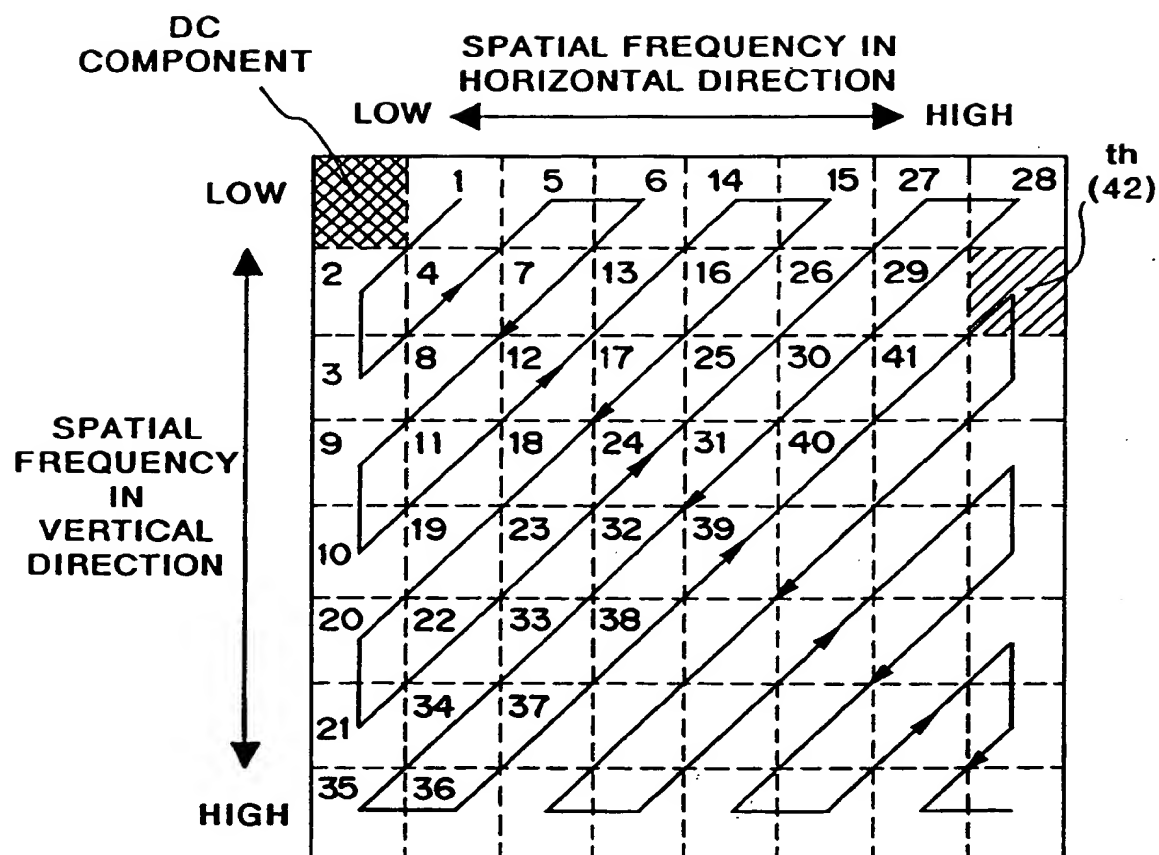 DC
COMPONENT
SPATIAL FREQUENCY IN
HORIZONTAL DIRECTION
LOW
HIGH
th
(42)
LOW
1 5 6 14 15 27 28
2 4 7 13 16 26 29
3 8 12 17 25 30 41
9 11 18 24 31 40
10 19 23 32 39
20 22 33 38
21 34 37
35 36
SPATIAL
FREQUENCY
IN
VERTICAL
DIRECTION
HIGH